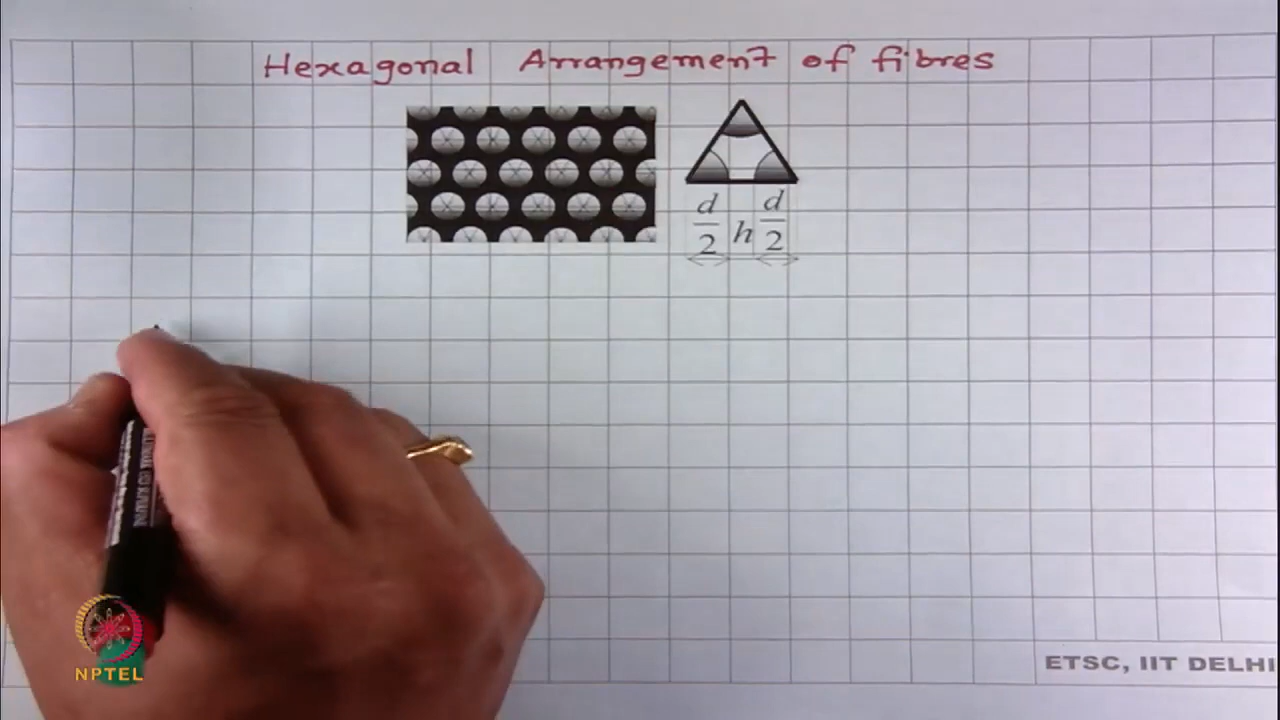 Hexagonal Arrangement of fibres
d/2 h d/2
NPTEL
ETSC, IIT DELHI